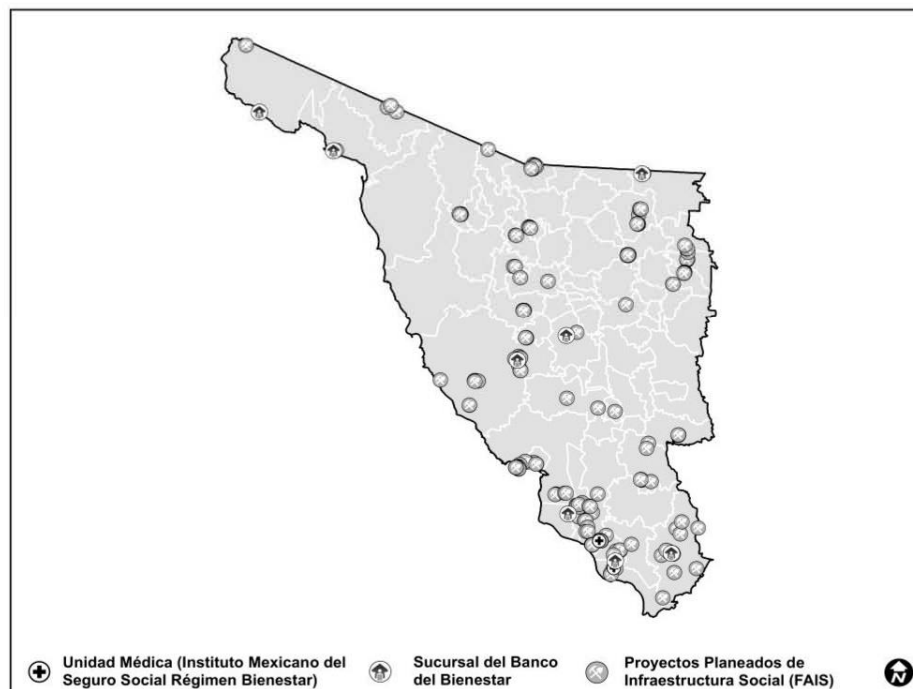 Unidad Médica (Instituto Mexicano del
Seguro Social Régimen Bienestar)
Sucursal del Banco
del Bienestar
Proyectos Planeados de
Infraestructura Social (FAIS)
N